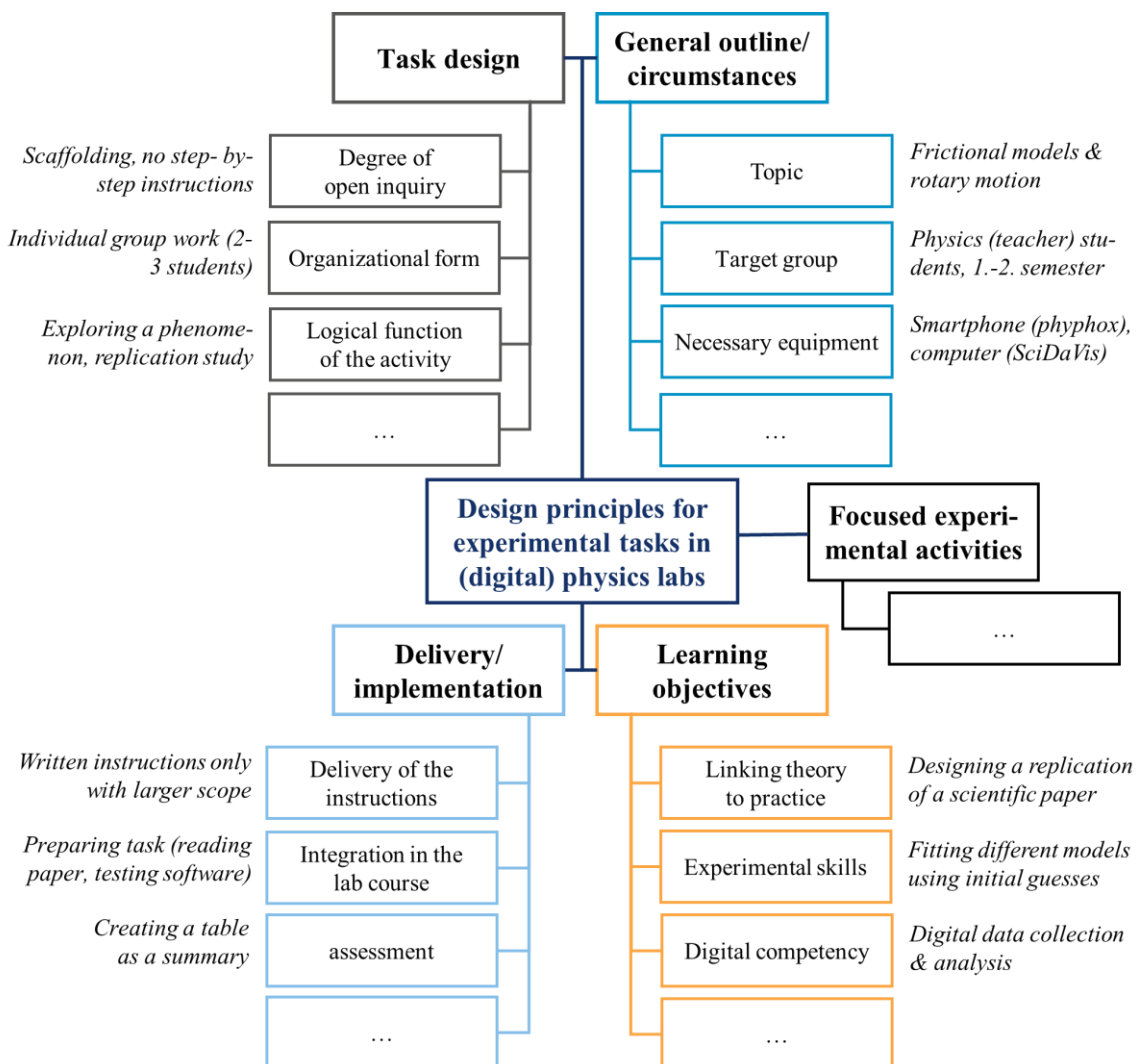 Task design
Scaffolding, no step- by-
step instructions
Degree of
open inquiry
Individual group work (2-
3 students)
Organizational form
Exploring a phenome-
non, replication study
Logical function
of the activity
…
General outline/
circumstances
Topic
Frictional models &
rotary motion
Target group
Physics (teacher) stu-
dents, 1.-2. semester
Necessary equipment
Smartphone (phyphox),
computer (SciDaVis)
…
Design principles for
experimental tasks in
(digital) physics labs
Focused experi-
mental activities
…
Delivery/
implementation
Written instructions only
with larger scope
Delivery of the
instructions
Preparing task (reading
paper, testing software)
Integration in the
lab course
Creating a table
as a summary
assessment
…
Learning
objectives
Linking theory
to practice
Designing a replication
of a scientific paper
Experimental skills
Fitting different models
using initial guesses
Digital competency
Digital data collection
& analysis
…